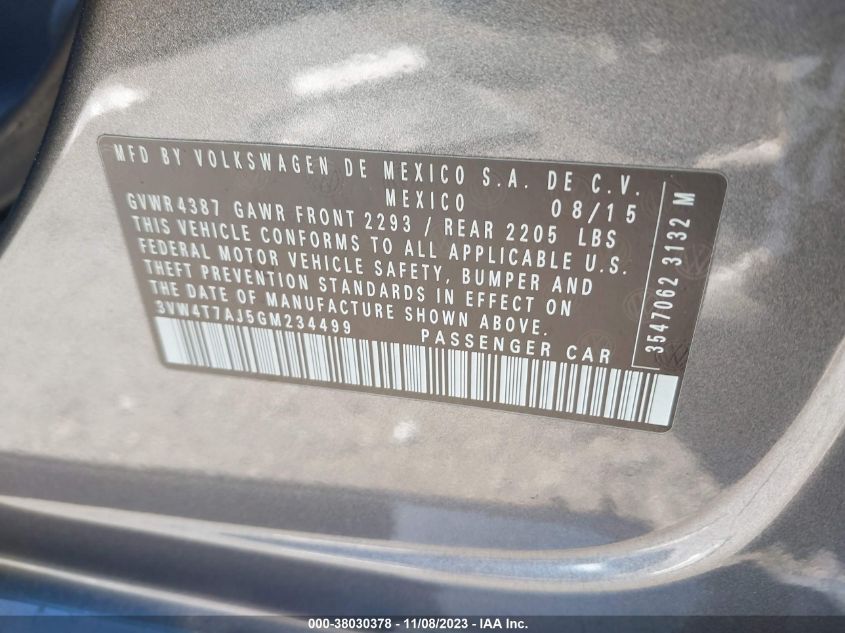 MFD BY VOLKSWAGEN DE MEXICO S.A. DE C.V.
MEXICO 08/15
GVWR 4387 GAWR FRONT 2293 / REAR 2205 LBS
THIS VEHICLE CONFORMS TO ALL APPLICABLE U.S.
FEDERAL MOTOR VEHICLE SAFETY, BUMPER AND
THEFT PREVENTION STANDARDS IN EFFECT ON
THE DATE OF MANUFACTURE SHOWN ABOVE.
3VW4T7AJ5GM234499 PASSENGER CAR
3547062 3132 M
000-38030378 - 11/08/2023 - IAA Inc.